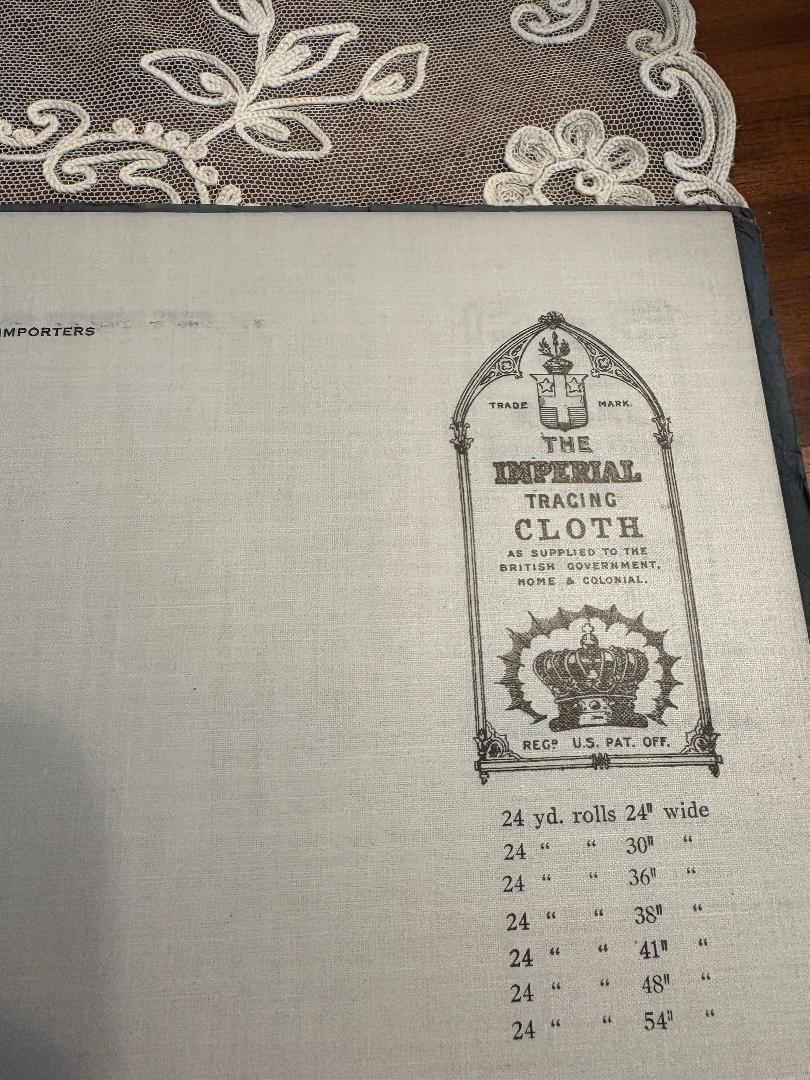 IMPORTERS
TRADE MARK.
THE
IMPERIAL
TRACING
CLOTH
AS SUPPLIED TO THE
BRITISH GOVERNMENT,
HOME & COLONIAL.
REGD U.S. PAT. OFF.
24 yd. rolls 24" wide
24 “ “ 30" “
24 “ “ 36" “
24 “ “ 38" “
24 “ “ 41" “
24 “ “ 48" “
24 “ “ 54" “